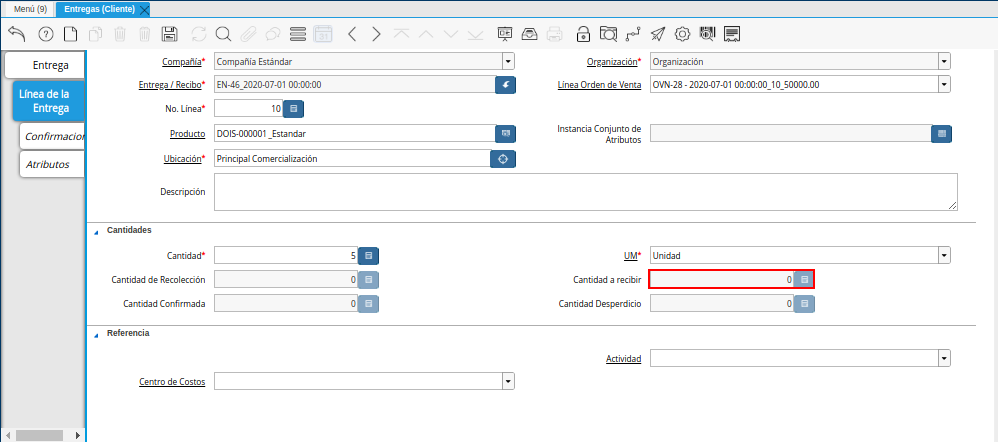 Menú (9) Entregas (Cliente)
Entrega
Línea de la Entrega
Confirmacion
Atributos
Compañía* Compañía Estándar Organización* Organización
Entrega / Recibo* EN-46_2020-07-01 00:00:00 Línea Orden de Venta OVN-28 - 2020-07-01 00:00:00_10_50000.00
No. Línea* 10
Producto DOIS-000001_Estandar Instancia Conjunto de Atributos
Ubicación* Principal Comercialización
Descripción
Cantidades
Cantidad* 5 UM* Unidad
Cantidad de Recolección 0 Cantidad a recibir 0
Cantidad Confirmada 0 Cantidad Desperdicio 0
Referencia
Actividad
Centro de Costos